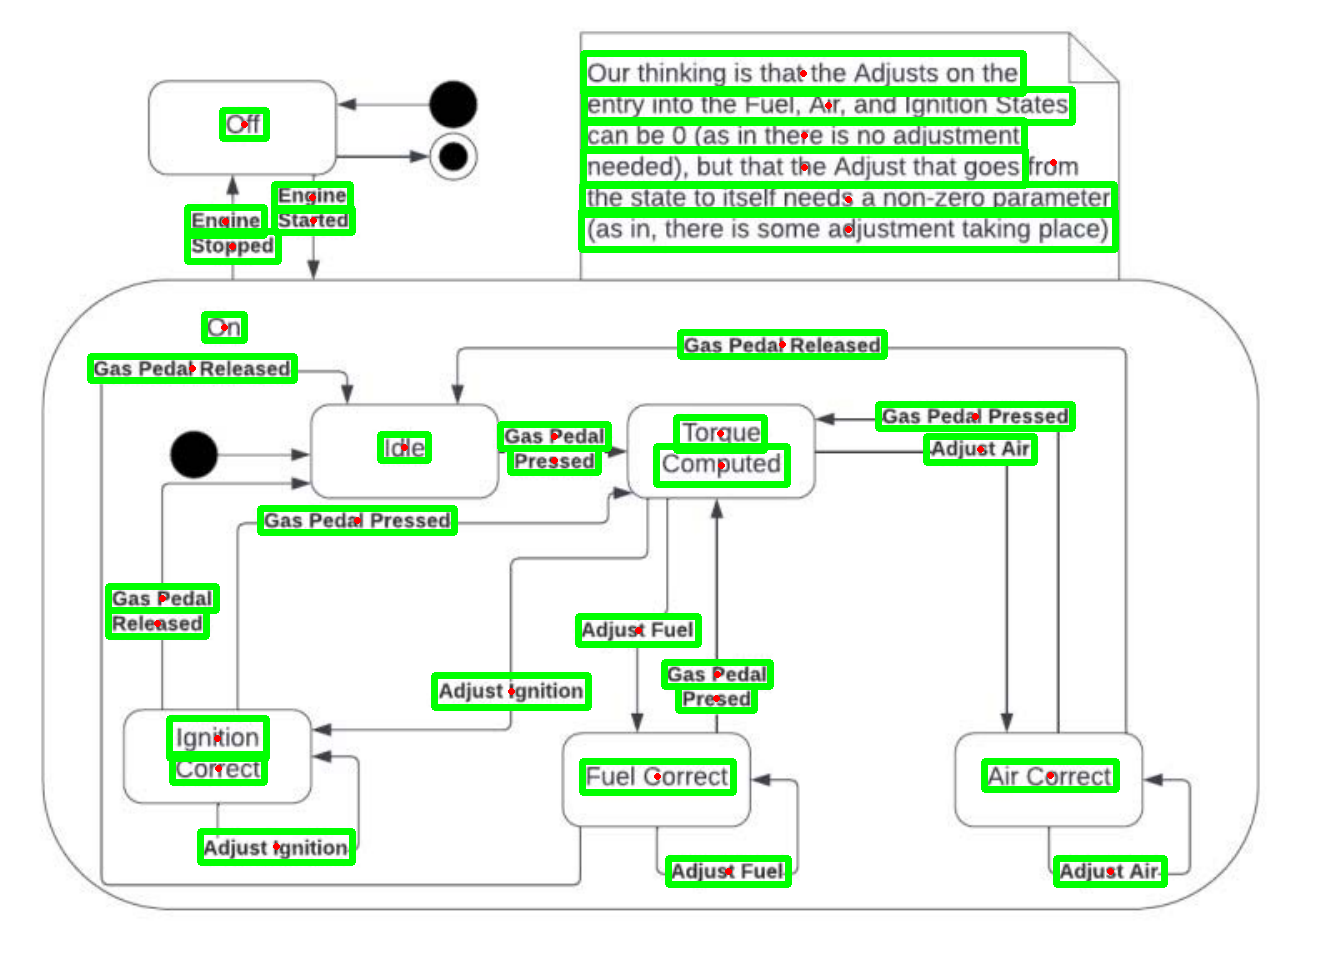 Our thinking is that the Adjusts on the
entry into the Fuel, Air, and Ignition States
can be 0 (as in there is no adjustment
needed), but that the Adjust that goes from
the state to itself needs a non-zero parameter
(as in, there is some adjustment taking place)
Off
Engine
Started
Engine
Stopped
On
Gas Pedal Released
Gas Pedal Released
Idle
Gas Pedal
Pressed
Torque
Computed
Gas Pedal Pressed
Adjust Air
Gas Pedal Pressed
Gas Pedal
Released
Adjust Fuel
Adjust Ignition
Gas Pedal
Presed
Ignition
Correct
Fuel Correct
Air Correct
Adjust Ignition
Adjust Fuel
Adjust Air